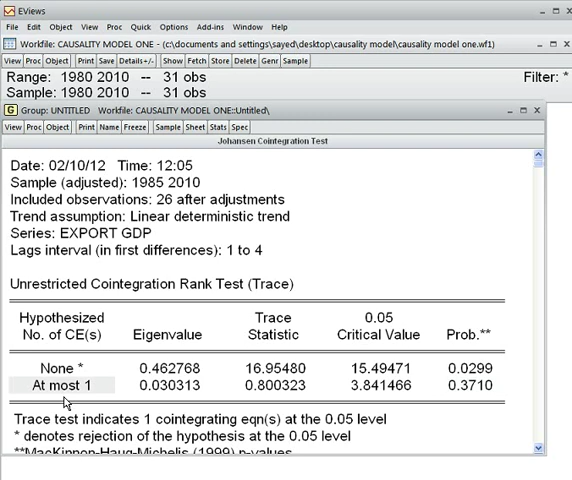 EViews
File Edit Object View Proc Quick Options Add-ins Window Help
Workfile: CAUSALITY MODEL ONE - (c:\documents and settings\sayed\desktop\causality model\causality model one.wf1)
View Proc Object Print Save Details+/- Show Fetch Store Delete Genr Sample
Range: 1980 2010 -- 31 obs Filter: *
Sample: 1980 2010 -- 31 obs
G Group: UNTITLED Workfile: CAUSALITY MODEL ONE::Untitled\
View Proc Object Print Name Freeze Sample Sheet Stats Spec
Johansen Cointegration Test
Date: 02/10/12 Time: 12:05
Sample (adjusted): 1985 2010
Included observations: 26 after adjustments
Trend assumption: Linear deterministic trend
Series: EXPORT GDP
Lags interval (in first differences): 1 to 4
Unrestricted Cointegration Rank Test (Trace)
Hypothesized Trace 0.05
No. of CE(s) Eigenvalue Statistic Critical Value Prob.**
None * 0.462768 16.95480 15.49471 0.0299
At most 1 0.030313 0.800323 3.841466 0.3710
Trace test indicates 1 cointegrating eqn(s) at the 0.05 level
* denotes rejection of the hypothesis at the 0.05 level
**MacKinnon-Haug-Michelis (1999) p-values